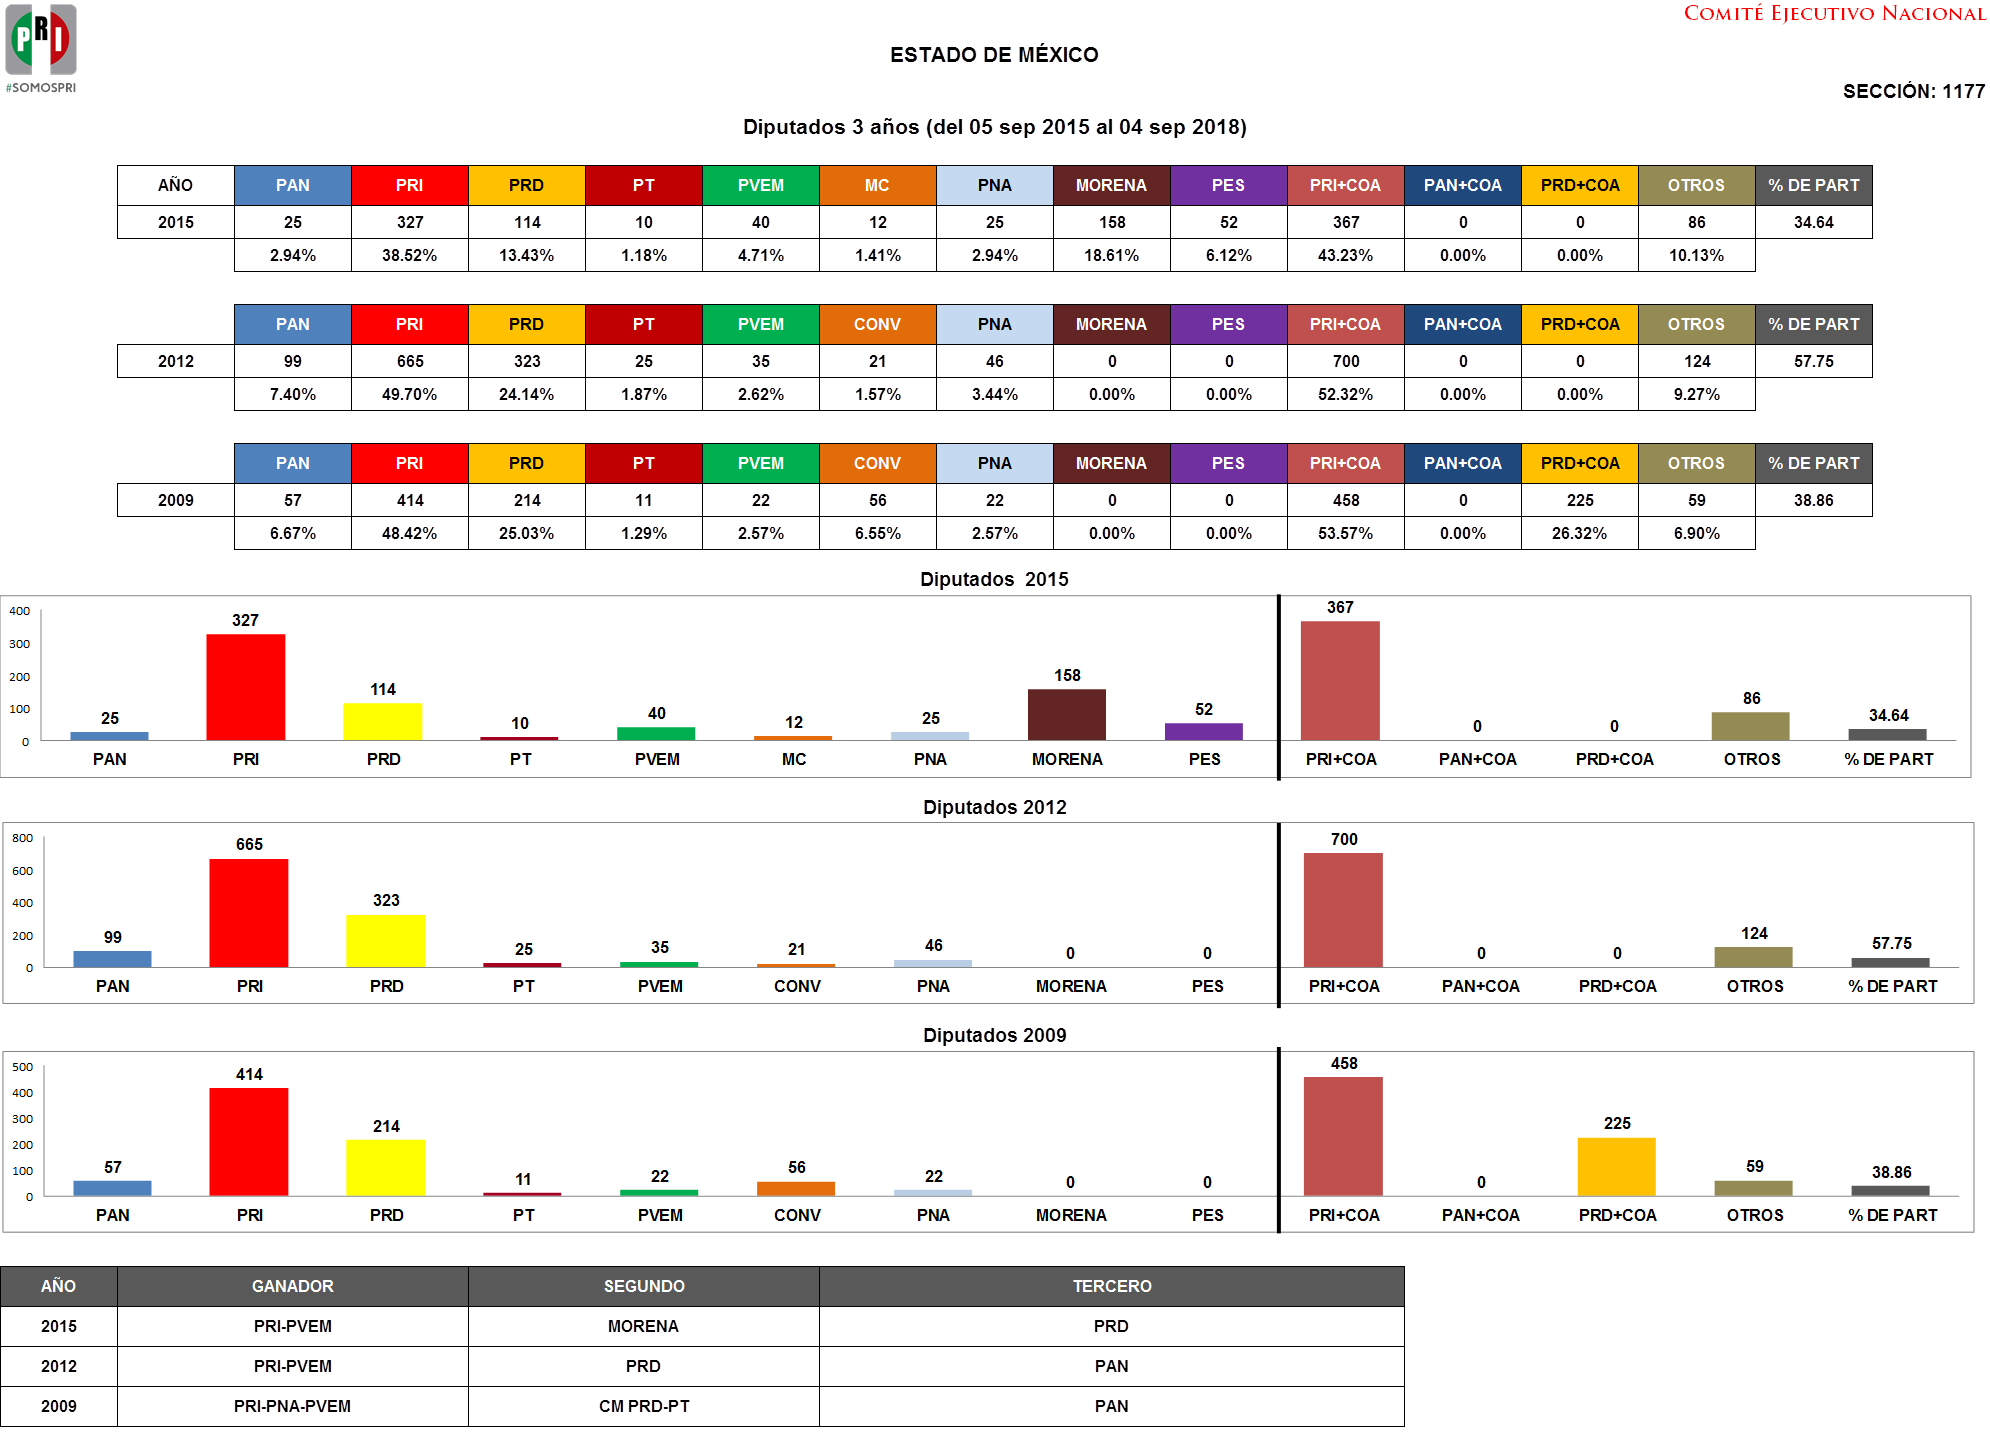 PRI
#SOMOSPRI
COMITÉ EJECUTIVO NACIONAL
ESTADO DE MÉXICO
SECCIÓN: 1177
Diputados 3 años (del 05 sep 2015 al 04 sep 2018)
AÑO PAN PRI PRD PT PVEM MC PNA MORENA PES PRI+COA PAN+COA PRD+COA OTROS % DE PART
2015 25 327 114 10 40 12 25 158 52 367 0 0 86 34.64
2.94% 38.52% 13.43% 1.18% 4.71% 1.41% 2.94% 18.61% 6.12% 43.23% 0.00% 0.00% 10.13%
PAN PRI PRD PT PVEM CONV PNA MORENA PES PRI+COA PAN+COA PRD+COA OTROS % DE PART
2012 99 665 323 25 35 21 46 0 0 700 0 0 124 57.75
7.40% 49.70% 24.14% 1.87% 2.62% 1.57% 3.44% 0.00% 0.00% 52.32% 0.00% 0.00% 9.27%
PAN PRI PRD PT PVEM CONV PNA MORENA PES PRI+COA PAN+COA PRD+COA OTROS % DE PART
2009 57 414 214 11 22 56 22 0 0 458 0 225 59 38.86
6.67% 48.42% 25.03% 1.29% 2.57% 6.55% 2.57% 0.00% 0.00% 53.57% 0.00% 26.32% 6.90%
Diputados 2015
400
300
200
100
0
25 327 114 10 40 12 25 158 52 367 0 0 86 34.64
PAN PRI PRD PT PVEM MC PNA MORENA PES PRI+COA PAN+COA PRD+COA OTROS % DE PART
Diputados 2012
800
600
400
200
0
99 665 323 25 35 21 46 0 0 700 0 0 124 57.75
PAN PRI PRD PT PVEM CONV PNA MORENA PES PRI+COA PAN+COA PRD+COA OTROS % DE PART
Diputados 2009
500
400
300
200
100
0
57 414 214 11 22 56 22 0 0 458 0 225 59 38.86
PAN PRI PRD PT PVEM CONV PNA MORENA PES PRI+COA PAN+COA PRD+COA OTROS % DE PART
AÑO GANADOR SEGUNDO TERCERO
2015 PRI-PVEM MORENA PRD
2012 PRI-PVEM PRD PAN
2009 PRI-PNA-PVEM CM PRD-PT PAN